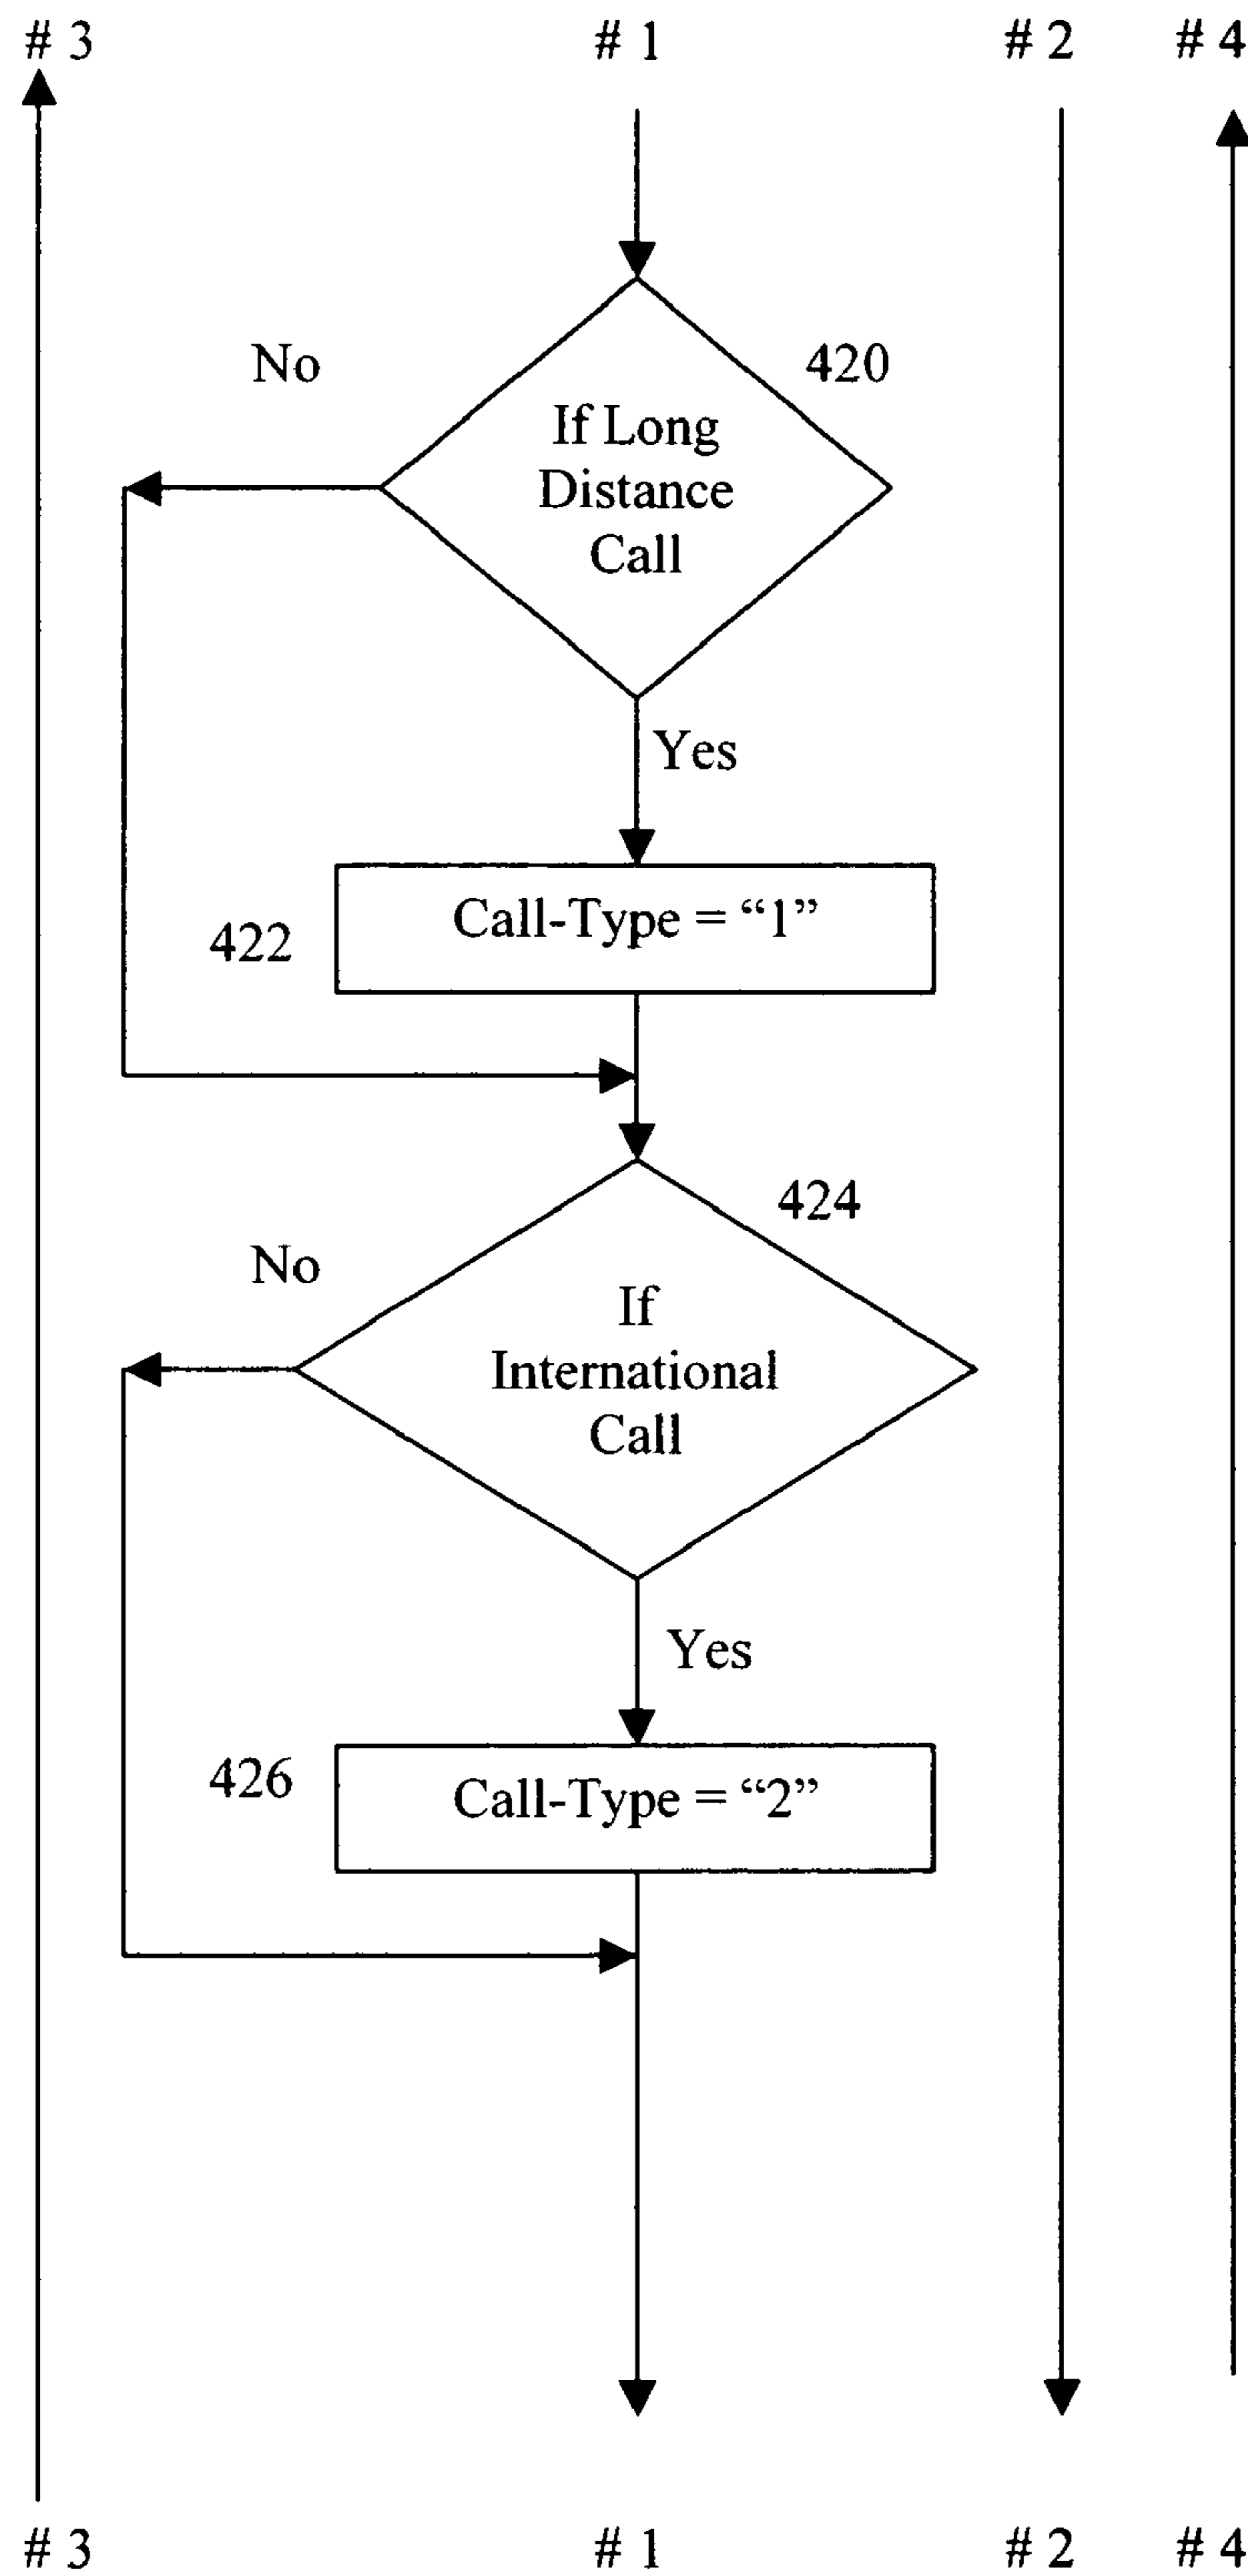 # 3 # 1 # 2 # 4
No
420
If Long
Distance
Call
Yes
Call-Type = “1”
422
424
No
If
International
Call
Yes
426
Call-Type = “2”
# 3 # 1 # 2 # 4